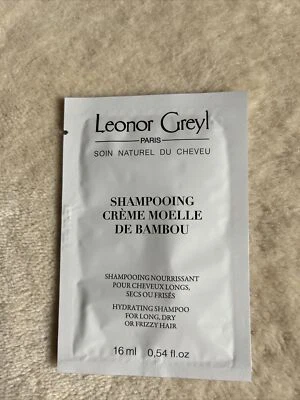 Leonor Greyl
PARIS
SOIN NATUREL DU CHEVEU
SHAMPOOING
CRÈME MOELLE
DE BAMBOU
SHAMPOOING NOURRISSANT
POUR CHEVEUX LONGS,
SECS OU FRISÉS
HYDRATING SHAMPOO
FOR LONG, DRY
OR FRIZZY HAIR
16 ml 0,54 fl.oz